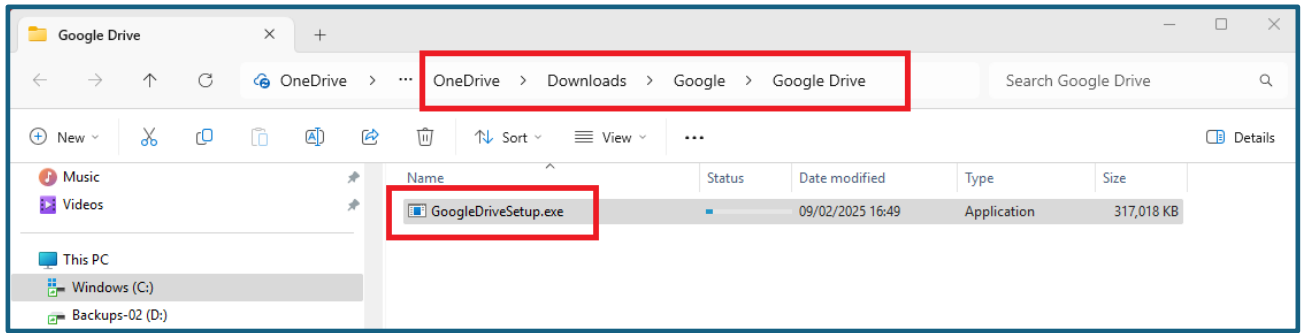 Google Drive
OneDrive > ... OneDrive > Downloads > Google > Google Drive Search Google Drive
New Sort View ... Details
Music
Videos
This PC
Windows (C:)
Backups-02 (D:)
Name Status Date modified Type Size
GoogleDriveSetup.exe 09/02/2025 16:49 Application 317,018 KB